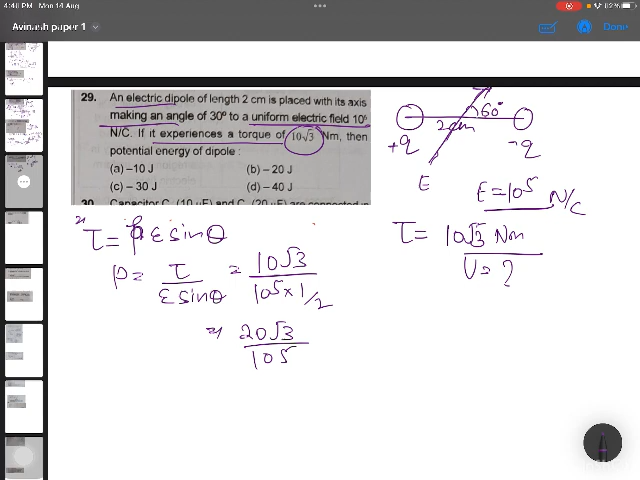 4:40 PM Mon 14 Aug
82%
Avinash paper 1
Done
29. An electric dipole of length 2 cm is placed with its axis
making an angle of 30° to a uniform electric field 10⁵
N/C. If it experiences a torque of 10√3 Nm, then
potential energy of dipole :
(a) –10 J (b) – 20 J
(c) – 30 J (d) – 40 J
60°
2cm
+q
-q
E
E = 10⁵ N/C
τ = 10√3 Nm
U = ?
τ = p ε sinθ
p = τ / ε sinθ = 10√3 / 10⁵ × 1/2
⇒ 20√3 / 10⁵